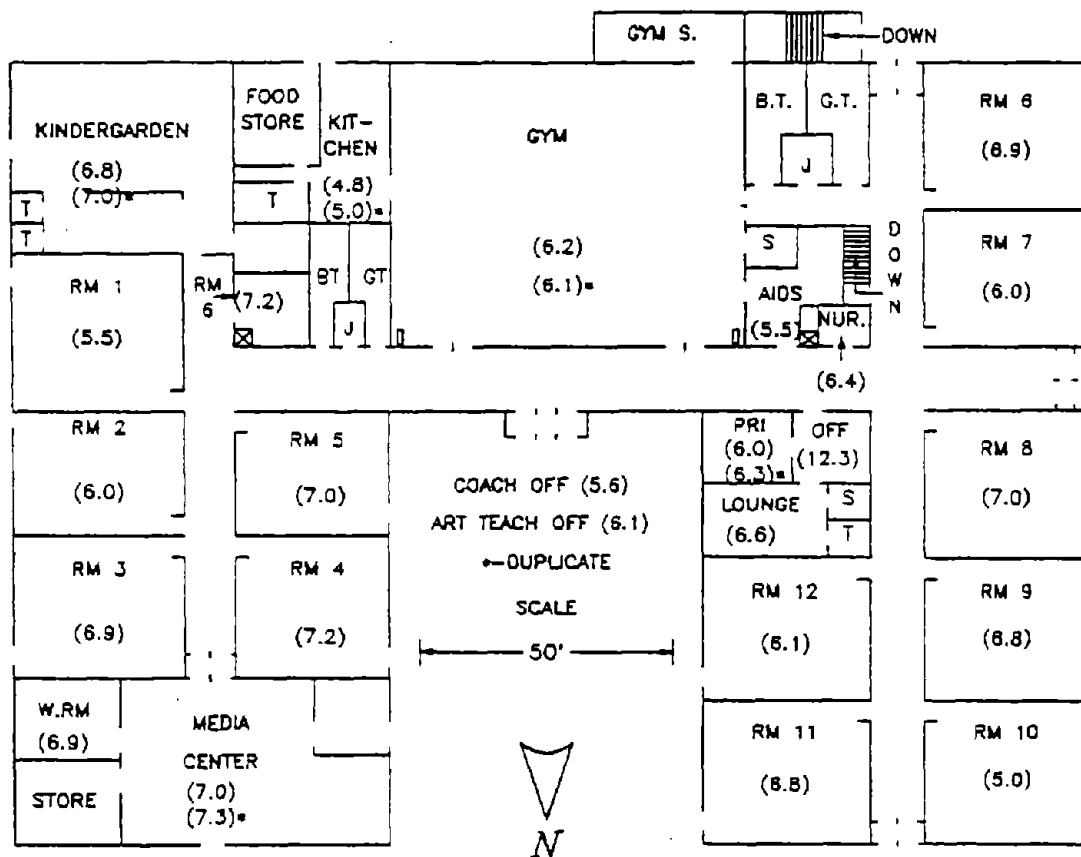 GYM S.
DOWN
KINDERGARDEN
(6.8)
(7.0)*
T
T
FOOD
STORE
KIT-
CHEN
(4.8)
(5.0)*
T
GYM
(6.2)
(6.1)*
B.T.
G.T.
J
RM 6
(6.9)
RM 1
(5.5)
RM
6
(7.2)
BT
GT
J
S
AIDS
(5.5)
NUR.
(6.4)
DOWN
RM 7
(6.0)
RM 2
(6.0)
RM 5
(7.0)
COACH OFF (5.6)
ART TEACH OFF (6.1)
*-DUPLICATE
SCALE
50'
PRI
(6.0)
(6.3)*
OFF
(12.3)
LOUNGE
(6.6)
S
T
RM 8
(7.0)
RM 3
(6.9)
RM 4
(7.2)
RM 12
(6.1)
RM 9
(6.8)
W.RM
(6.9)
STORE
MEDIA
CENTER
(7.0)
(7.3)*
N
RM 11
(6.8)
RM 10
(5.0)